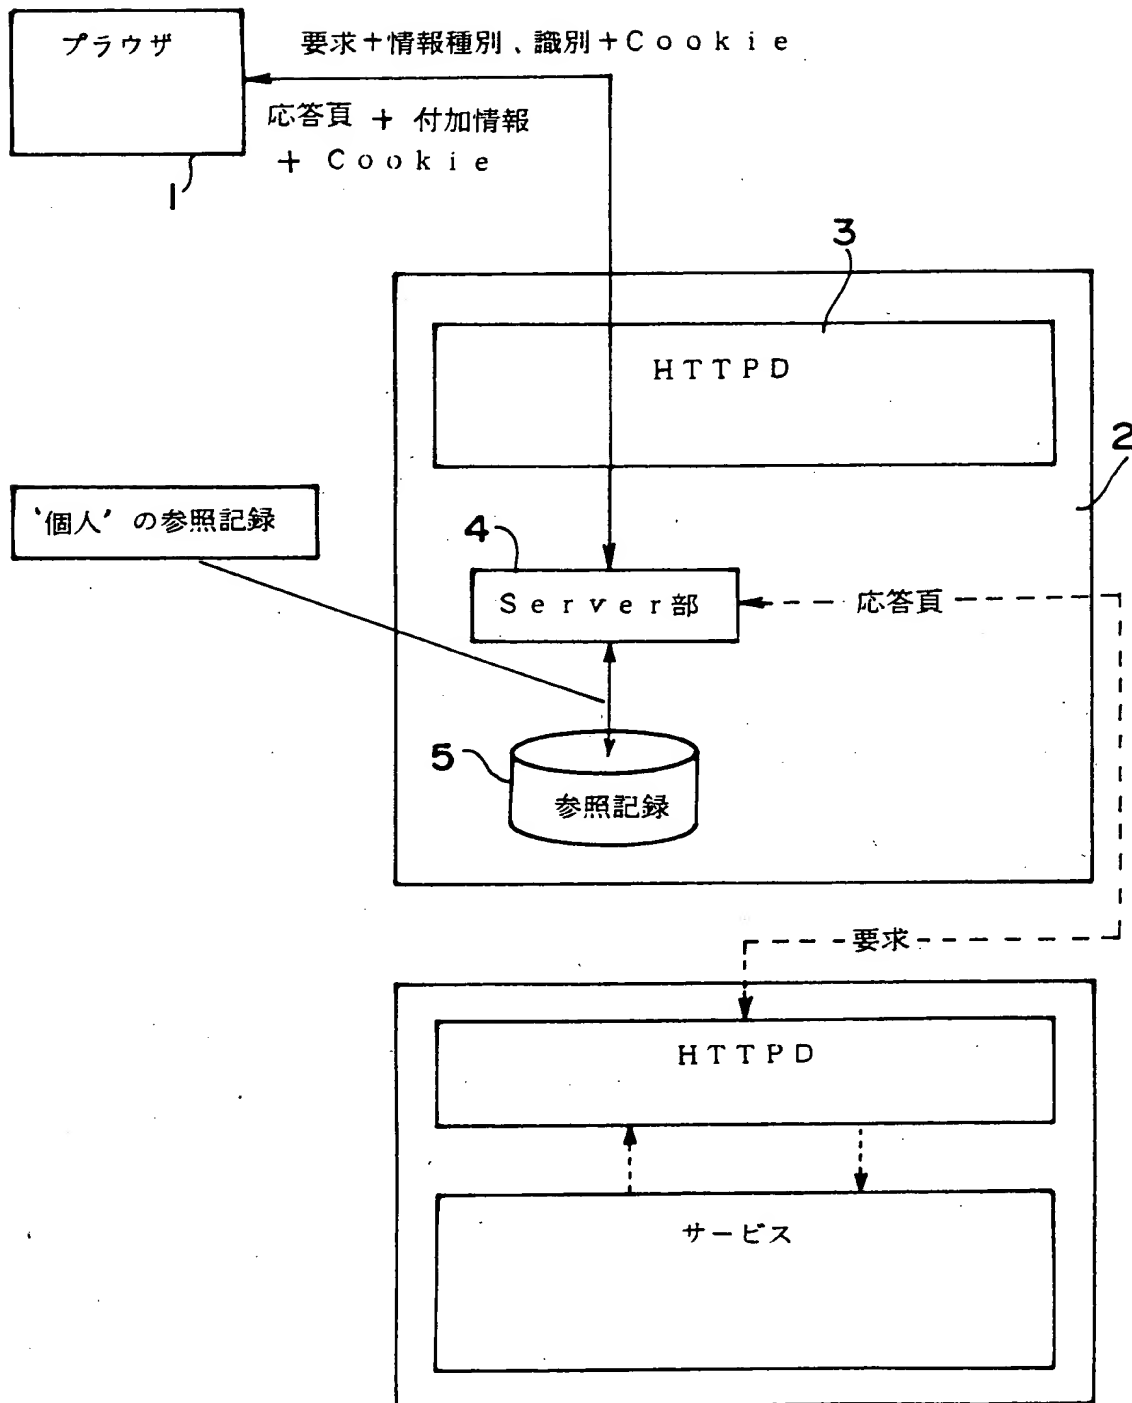 ブラウザ
要求+情報種別、識別+Cookie
応答頁 + 付加情報
+ Cookie
1
3
HTTPD
2
‘個人’の参照記録
4
Server部
応答頁
5
参照記録
要求
HTTPD
サービス